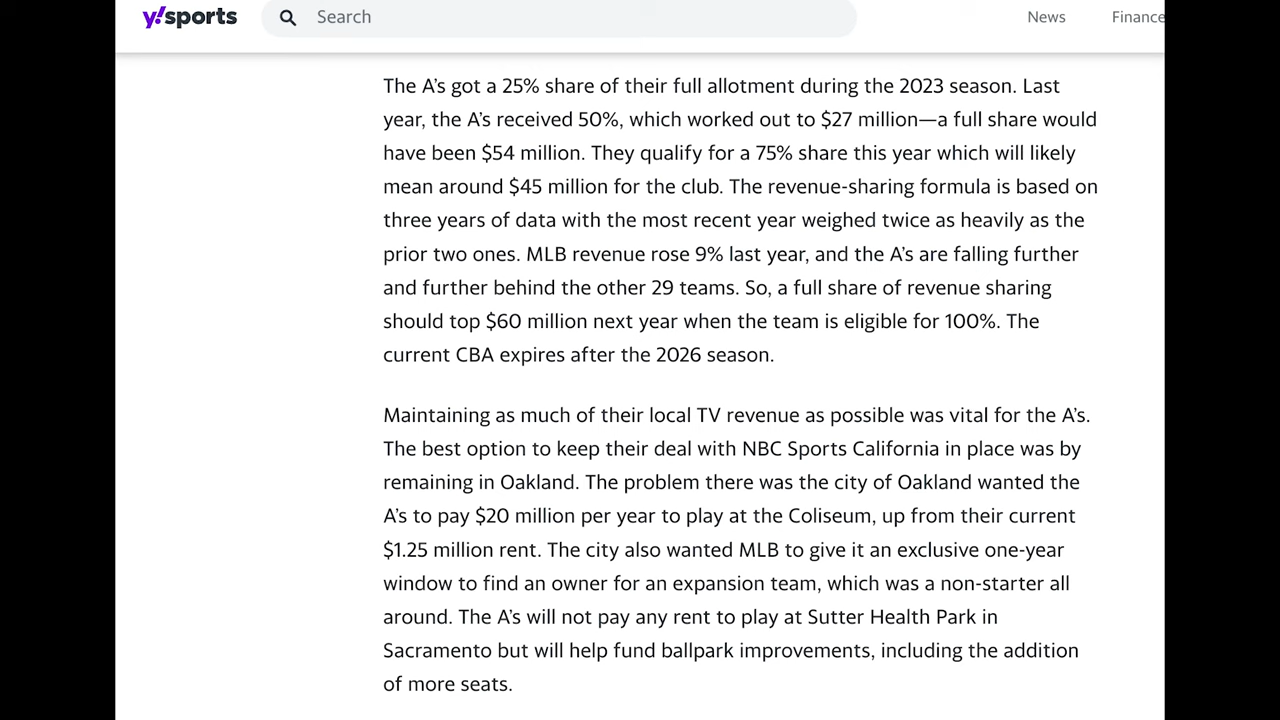 y!sports
Search
News
Finance
The A’s got a 25% share of their full allotment during the 2023 season. Last
year, the A’s received 50%, which worked out to $27 million—a full share would
have been $54 million. They qualify for a 75% share this year which will likely
mean around $45 million for the club. The revenue-sharing formula is based on
three years of data with the most recent year weighed twice as heavily as the
prior two ones. MLB revenue rose 9% last year, and the A’s are falling further
and further behind the other 29 teams. So, a full share of revenue sharing
should top $60 million next year when the team is eligible for 100%. The
current CBA expires after the 2026 season.
Maintaining as much of their local TV revenue as possible was vital for the A’s.
The best option to keep their deal with NBC Sports California in place was by
remaining in Oakland. The problem there was the city of Oakland wanted the
A’s to pay $20 million per year to play at the Coliseum, up from their current
$1.25 million rent. The city also wanted MLB to give it an exclusive one-year
window to find an owner for an expansion team, which was a non-starter all
around. The A’s will not pay any rent to play at Sutter Health Park in
Sacramento but will help fund ballpark improvements, including the addition
of more seats.